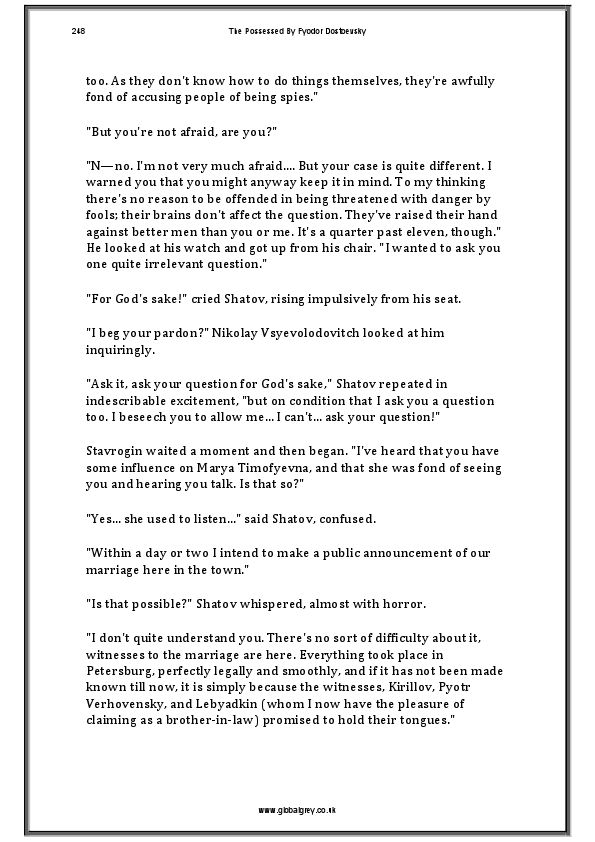 248 The Possessed By Fyodor Dostoevsky
too. As they don't know how to do things themselves, they're awfully
fond of accusing people of being spies."
"But you're not afraid, are you?"
"N—no. I'm not very much afraid.... But your case is quite different. I
warned you that you might anyway keep it in mind. To my thinking
there's no reason to be offended in being threatened with danger by
fools; their brains don't affect the question. They've raised their hand
against better men than you or me. It's a quarter past eleven, though."
He looked at his watch and got up from his chair. "I wanted to ask you
one quite irrelevant question."
"For God's sake!" cried Shatov, rising impulsively from his seat.
"I beg your pardon?" Nikolay Vsyevolodovitch looked at him
inquiringly.
"Ask it, ask your question for God's sake," Shatov repeated in
indescribable excitement, "but on condition that I ask you a question
too. I beseech you to allow me... I can't... ask your question!"
Stavrogin waited a moment and then began. "I've heard that you have
some influence on Marya Timofyevna, and that she was fond of seeing
you and hearing you talk. Is that so?"
"Yes... she used to listen..." said Shatov, confused.
"Within a day or two I intend to make a public announcement of our
marriage here in the town."
"Is that possible?" Shatov whispered, almost with horror.
"I don't quite understand you. There's no sort of difficulty about it,
witnesses to the marriage are here. Everything took place in
Petersburg, perfectly legally and smoothly, and if it has not been made
known till now, it is simply because the witnesses, Kirillov, Pyotr
Verhovensky, and Lebyadkin (whom I now have the pleasure of
claiming as a brother-in-law) promised to hold their tongues."
www.globalgrey.co.uk